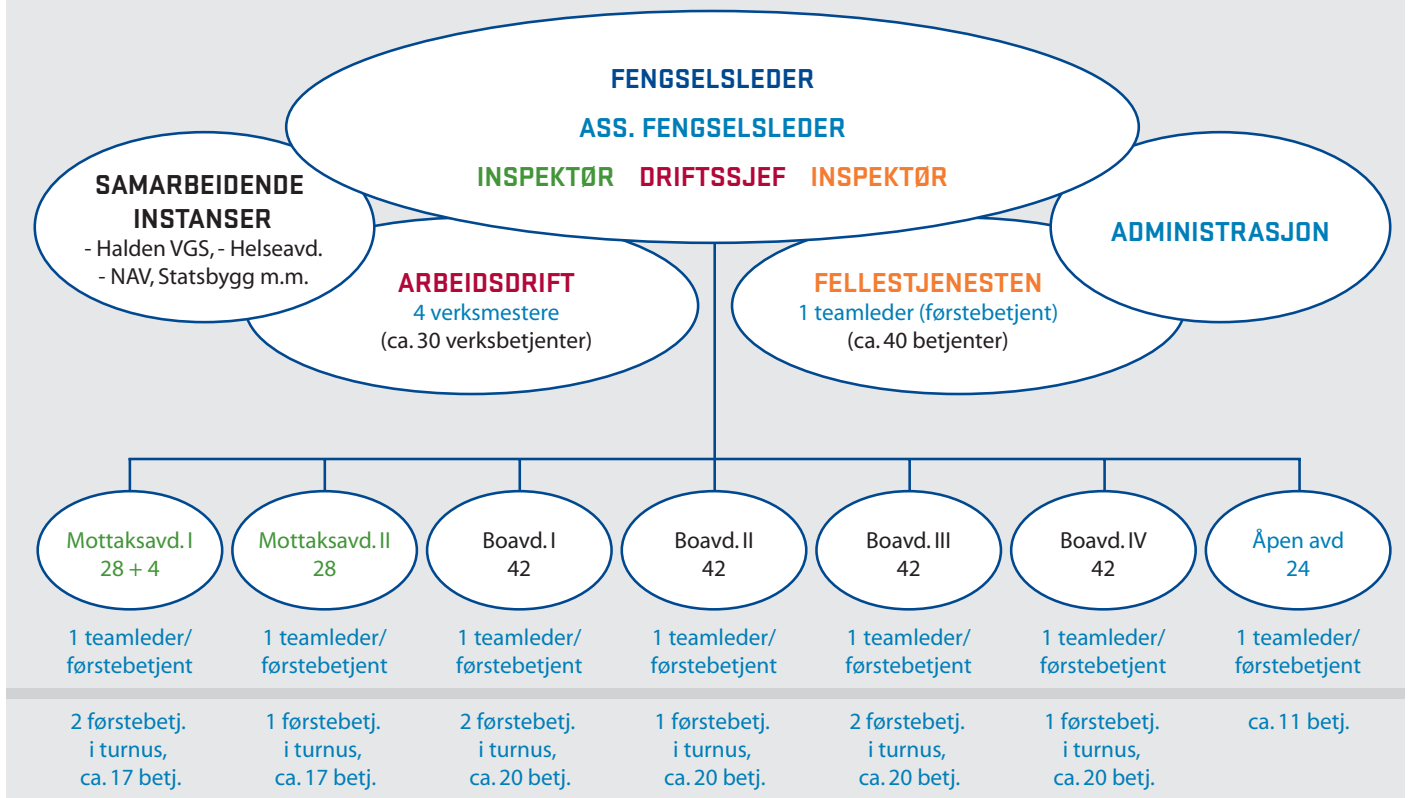 FENGSELSLEDER
ASS. FENGSELSLEDER
INSPEKTØR DRIFTSSJEF INSPEKTØR
SAMARBEIDENDE
INSTANSER
- Halden VGS, - Helseavd.
- NAV, Statsbygg m.m.
ARBEIDSDRIFT
4 verksmestere
(ca. 30 verksbetjenter)
FELLESTJENESTEN
1 teamleder (førstebetjent)
(ca. 40 betjenter)
ADMINISTRASJON
Mottaksavd. I
28 + 4
Mottaksavd. II
28
Boavd. I
42
Boavd. II
42
Boavd. III
42
Boavd. IV
42
Åpen avd
24
1 teamleder/
førstebetjent
1 teamleder/
førstebetjent
1 teamleder/
førstebetjent
1 teamleder/
førstebetjent
1 teamleder/
førstebetjent
1 teamleder/
førstebetjent
1 teamleder/
førstebetjent
2 førstebetj.
i turnus,
ca. 17 betj.
1 førstebetj.
i turnus,
ca. 17 betj.
2 førstebetj.
i turnus,
ca. 20 betj.
1 førstebetj.
i turnus,
ca. 20 betj.
2 førstebetj.
i turnus,
ca. 20 betj.
1 førstebetj.
i turnus,
ca. 20 betj.
ca. 11 betj.